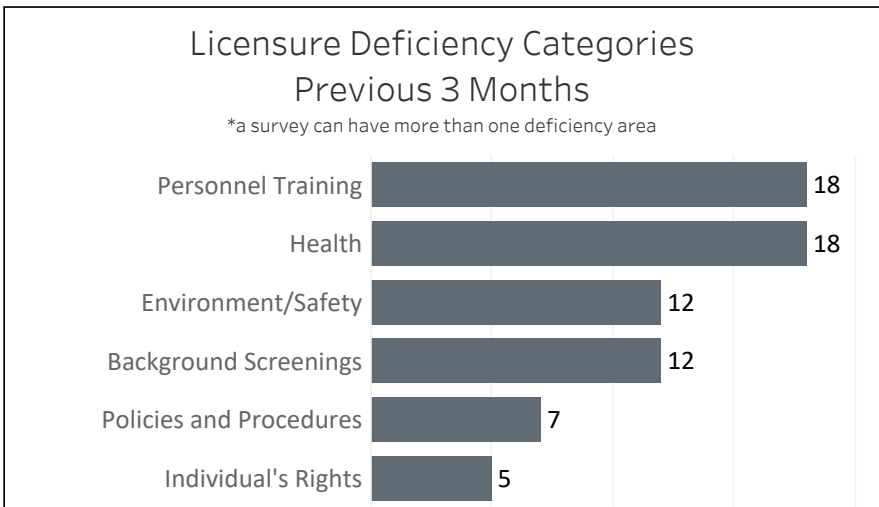 Licensure Deficiency Categories
Previous 3 Months
*a survey can have more than one deficiency area
Personnel Training 18
Health 18
Environment/Safety 12
Background Screenings 12
Policies and Procedures 7
Individual's Rights 5